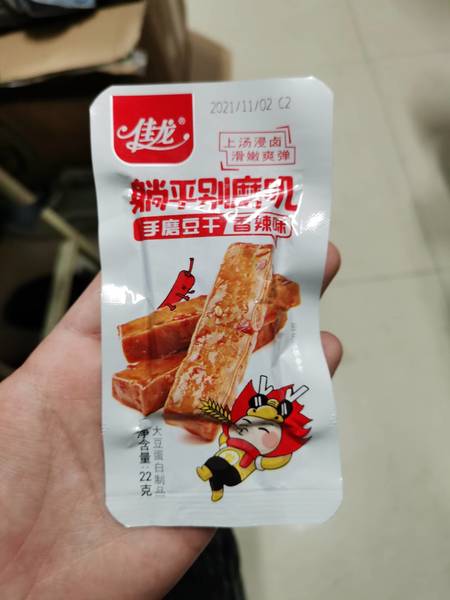 2021/11/02 C2
佳龙®
上汤浸卤
滑嫩爽弹
躺平别磨叽
手磨豆干 香辣味
大豆蛋白制品
净含量:22克